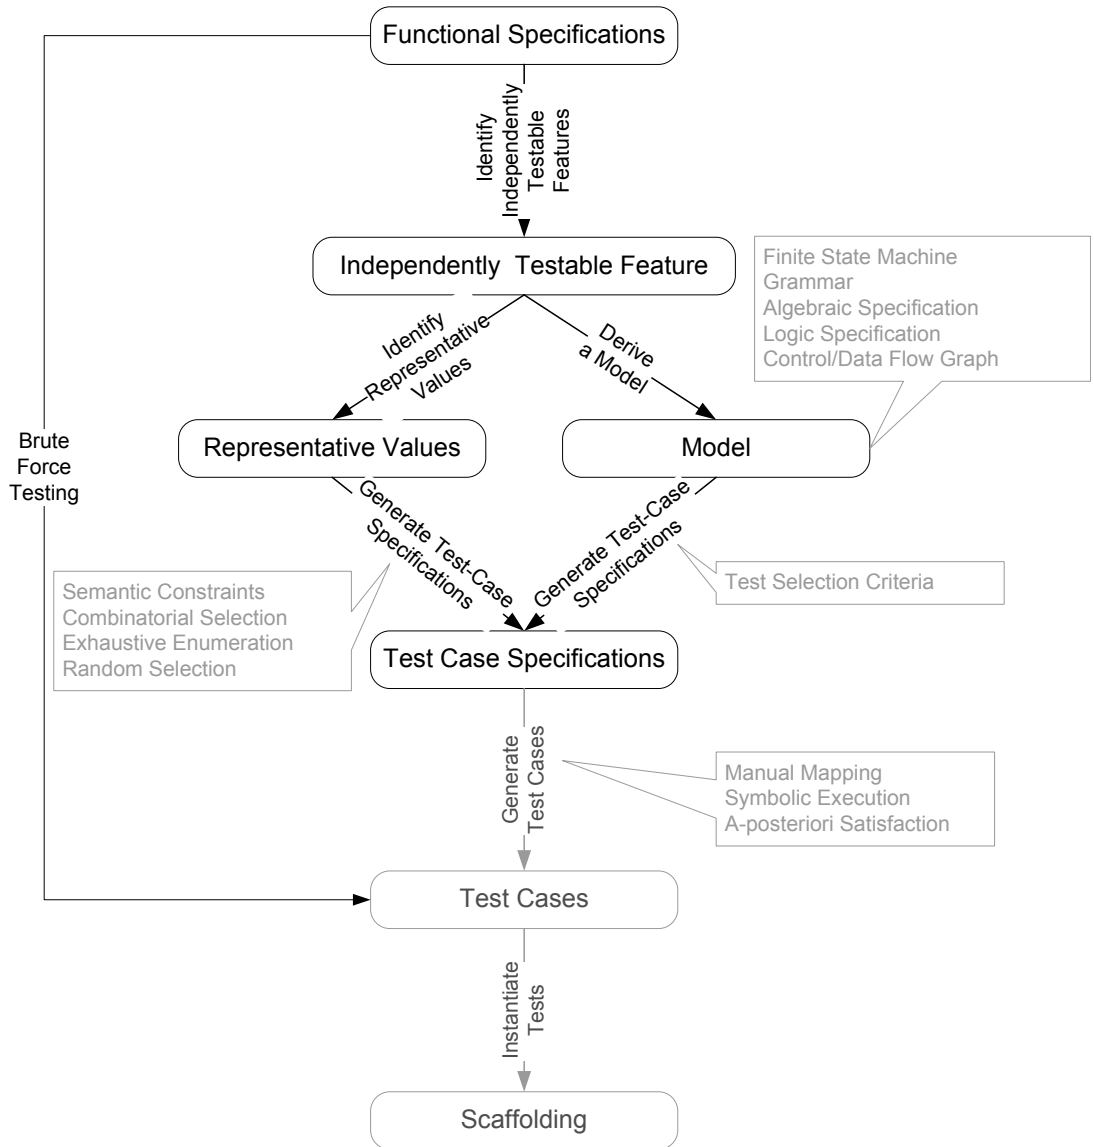 Functional Specifications
Identify
Independently
Testable
Features
Independently Testable Feature
Finite State Machine
Grammar
Algebraic Specification
Logic Specification
Control/Data Flow Graph
Identify
Representative
Values
Derive
a Model
Brute
Force
Testing
Representative Values
Model
Generate Test-Case
Specifications
Generate Test-Case
Specifications
Semantic Constraints
Combinatorial Selection
Exhaustive Enumeration
Random Selection
Test Selection Criteria
Test Case Specifications
Generate
Test Cases
Manual Mapping
Symbolic Execution
A-posteriori Satisfaction
Test Cases
Instantiate
Tests
Scaffolding